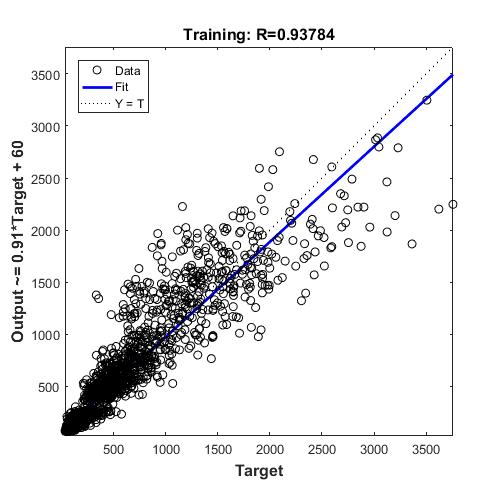 Training: R=0.93784
Data
Fit
Y = T
Output ~= 0.91*Target + 60
3500
3000
2500
2000
1500
1000
500
500 1000 1500 2000 2500 3000 3500
Target